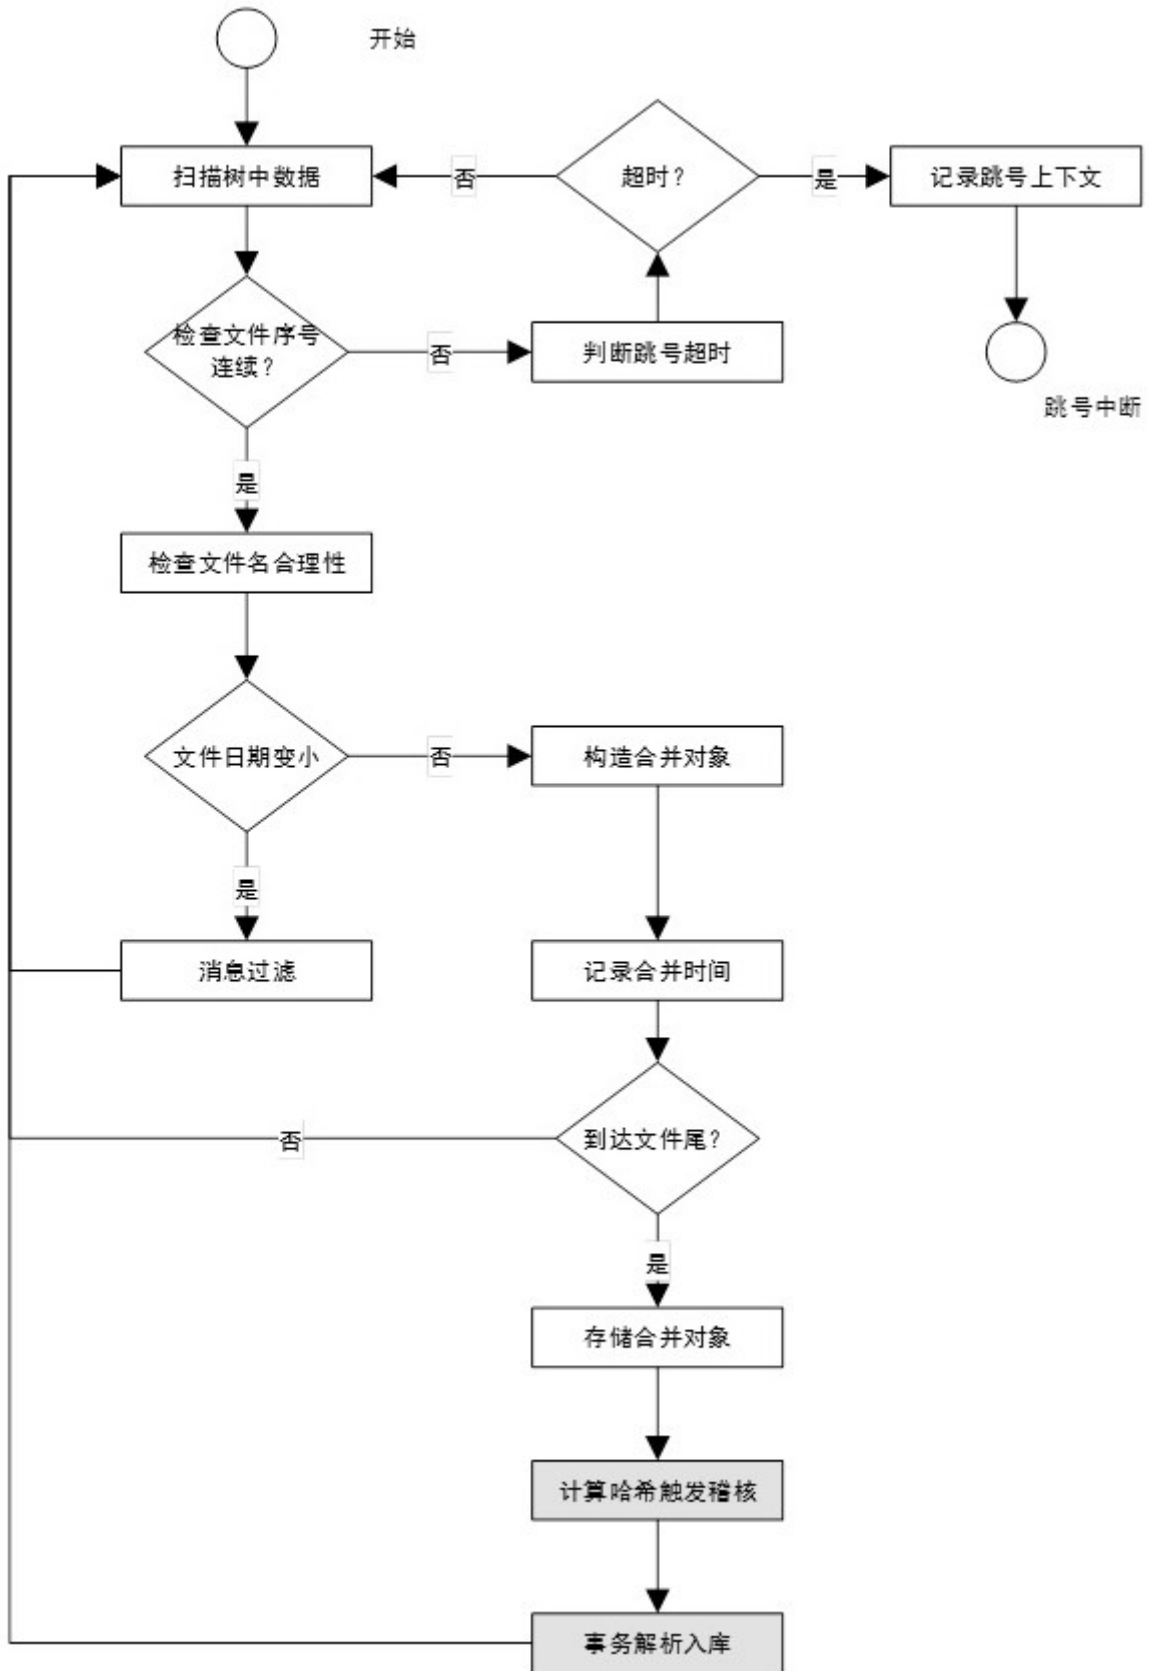 开始
扫描树中数据
否
超时？
是
记录跳号上下文
检查文件序号
连续？
否
判断跳号超时
跳号中断
是
检查文件名合理性
文件日期变小
否
构造合并对象
是
消息过滤
记录合并时间
否
到达文件尾？
是
存储合并对象
计算哈希触发稽核
事务解析入库